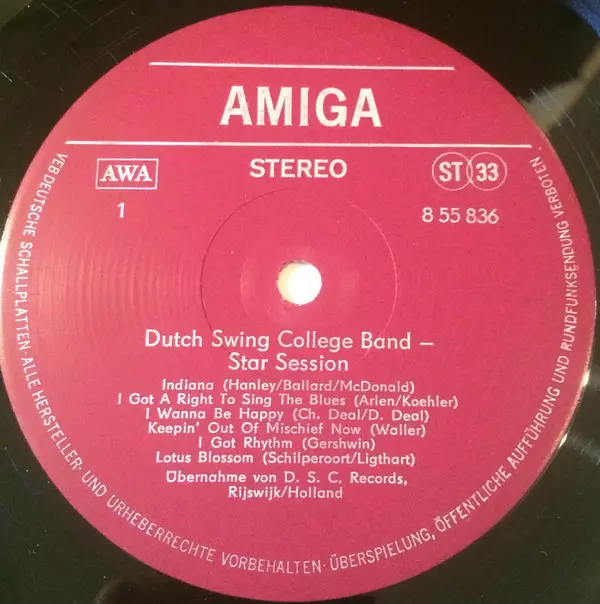 AMIGA
AWA
STEREO
ST 33
1
8 55 836
Dutch Swing College Band –
Star Session
Indiana (Hanley/Ballard/McDonald)
I Got A Right To Sing The Blues (Arlen/Koehler)
I Wanna Be Happy (Ch. Deal/D. Deal)
Keepin' Out Of Mischief Now (Waller)
I Got Rhythm (Gershwin)
Lotus Blossom (Schilperoort/Ligthart)
Übernahme von D. S. C. Records,
Rijswijk/Holland
VEB DEUTSCHE SCHALLPLATTEN · ALLE HERSTELLER- UND URHEBERRECHTE VORBEHALTEN · ÜBERSPIELUNG, ÖFFENTLICHE AUFFÜHRUNG UND RUNDFUNKSENDUNG VERBOTEN.